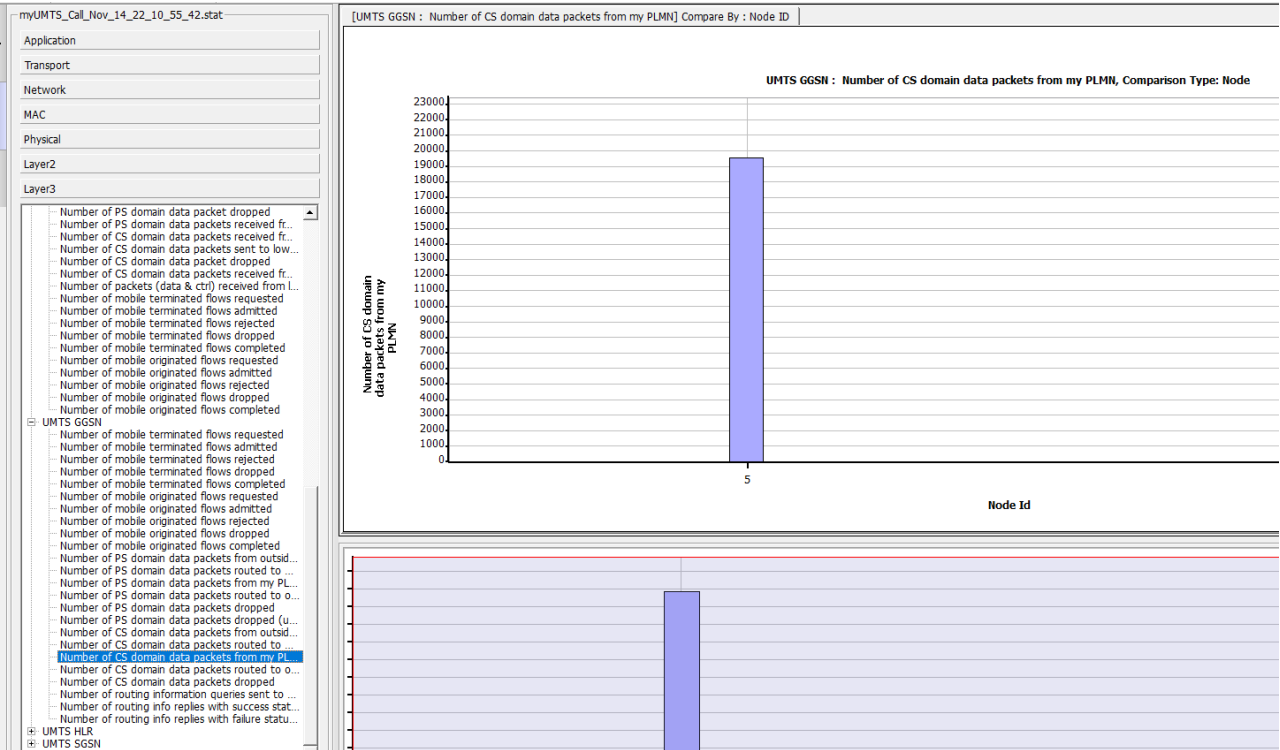 myUMTS_Call_Nov_14_22_10_55_42.stat
Application
Transport
Network
MAC
Physical
Layer2
Layer3
Number of PS domain data packet dropped
Number of PS domain data packets received fr...
Number of CS domain data packets received fr...
Number of CS domain data packets sent to low...
Number of CS domain data packet dropped
Number of CS domain data packets received fr...
Number of packets (data & ctrl) received from l...
Number of mobile terminated flows requested
Number of mobile terminated flows admitted
Number of mobile terminated flows rejected
Number of mobile terminated flows dropped
Number of mobile terminated flows completed
Number of mobile originated flows requested
Number of mobile originated flows admitted
Number of mobile originated flows rejected
Number of mobile originated flows dropped
Number of mobile originated flows completed
UMTS GGSN
Number of mobile terminated flows requested
Number of mobile terminated flows admitted
Number of mobile terminated flows rejected
Number of mobile terminated flows dropped
Number of mobile terminated flows completed
Number of mobile originated flows requested
Number of mobile originated flows admitted
Number of mobile originated flows rejected
Number of mobile originated flows dropped
Number of mobile originated flows completed
Number of PS domain data packets from outsid...
Number of PS domain data packets routed to ...
Number of PS domain data packets from my PL...
Number of PS domain data packets routed to o...
Number of PS domain data packets dropped
Number of PS domain data packets dropped (u...
Number of CS domain data packets from outsid...
Number of CS domain data packets routed to ...
Number of CS domain data packets from my PL...
Number of CS domain data packets routed to o...
Number of CS domain data packets dropped
Number of routing information queries sent to ...
Number of routing info replies with success stat...
Number of routing info replies with failure statu...
UMTS HLR
UMTS SGSN
[UMTS GGSN : Number of CS domain data packets from my PLMN] Compare By : Node ID
UMTS GGSN : Number of CS domain data packets from my PLMN, Comparison Type: Node
23000
22000
21000
20000
19000
18000
17000
16000
15000
14000
13000
12000
11000
10000
9000
8000
7000
6000
5000
4000
3000
2000
1000
0
Number of CS domain
data packets from my
PLMN
5
Node Id